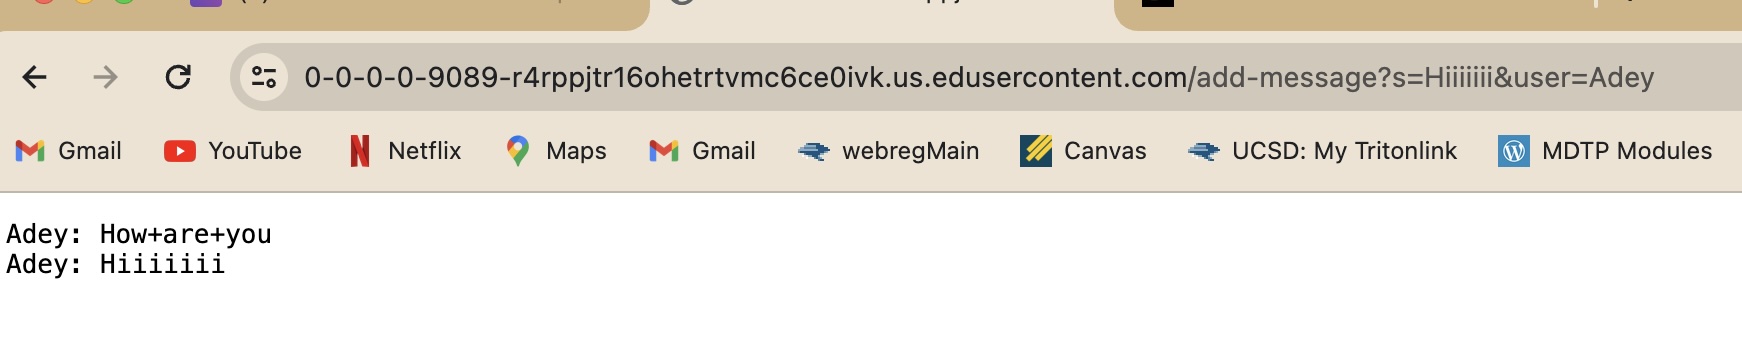 0-0-0-0-9089-r4rppjtr16ohetrtvmc6ce0ivk.us.edusercontent.com/add-message?s=Hiiiiiii&user=Adey
Gmail YouTube Netflix Maps Gmail webregMain Canvas UCSD: My Tritonlink MDTP Modules
Adey: How+are+you
Adey: Hiiiiiii